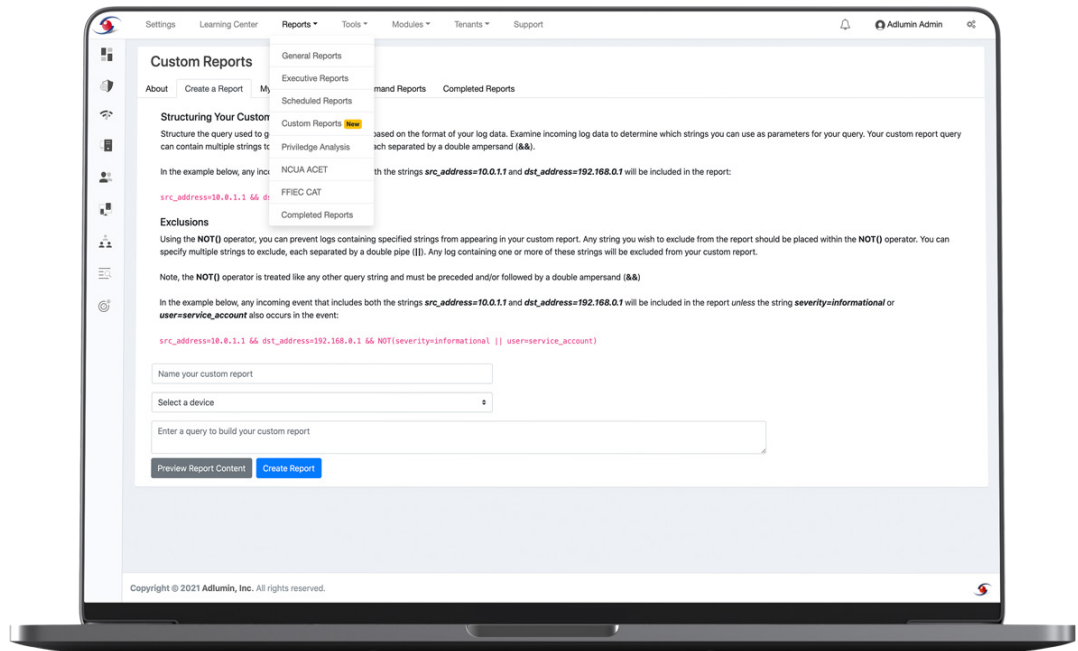 Settings Learning Center Reports Tools Modules Tenants Support Adlumin Admin
Custom Reports
General Reports
Executive Reports
Scheduled Reports
Custom Reports New
Priviledge Analysis
NCUA ACET
FFIEC CAT
Completed Reports
About Create a Report My mand Reports Completed Reports
Structuring Your Custom
Structure the query used to g ased on the format of your log data. Examine incoming log data to determine which strings you can use as parameters for your query. Your custom report query
can contain multiple strings to ach separated by a double ampersand (&&).
In the example below, any inco th the strings src_address=10.0.1.1 and dst_address=192.168.0.1 will be included in the report:
src_address=10.0.1.1 && ds
Exclusions
Using the NOT() operator, you can prevent logs containing specified strings from appearing in your custom report. Any string you wish to exclude from the report should be placed within the NOT() operator. You can
specify multiple strings to exclude, each separated by a double pipe (||). Any log containing one or more of these strings will be excluded from your custom report.
Note, the NOT() operator is treated like any other query string and must be preceded and/or followed by a double ampersand (&&)
In the example below, any incoming event that includes both the strings src_address=10.0.1.1 and dst_address=192.168.0.1 will be included in the report unless the string severity=informational or
user=service_account also occurs in the event:
src_address=10.0.1.1 && dst_address=192.168.0.1 && NOT(severity=informational || user=service_account)
Name your custom report
Select a device
Enter a query to build your custom report
Preview Report Content Create Report
Copyright © 2021 Adlumin, Inc. All rights reserved.